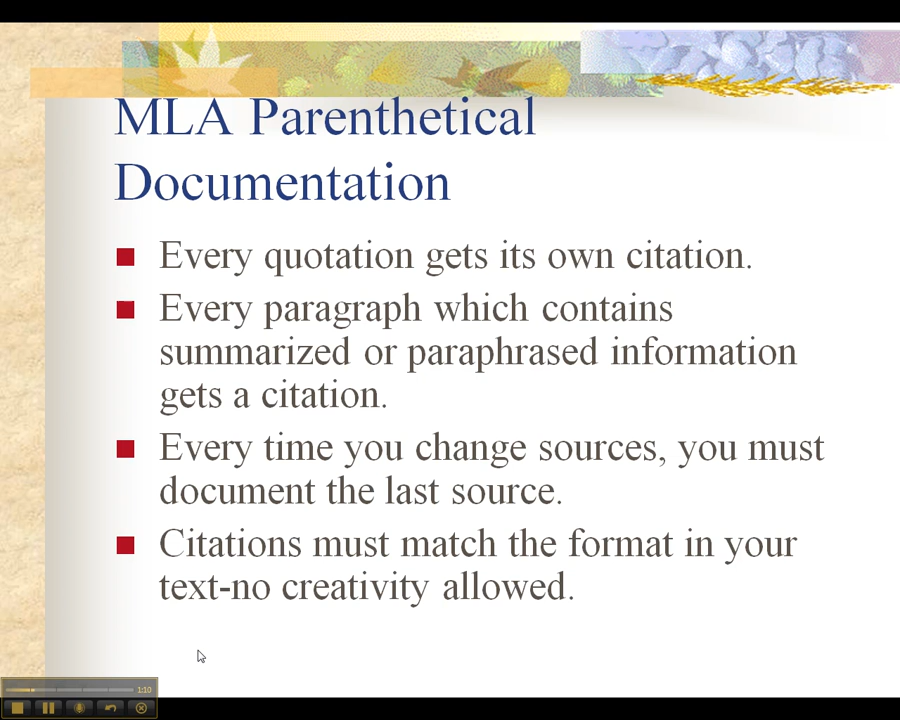 MLA Parenthetical
Documentation
Every quotation gets its own citation.
Every paragraph which contains
summarized or paraphrased information
gets a citation.
Every time you change sources, you must
document the last source.
Citations must match the format in your
text-no creativity allowed.
1:10